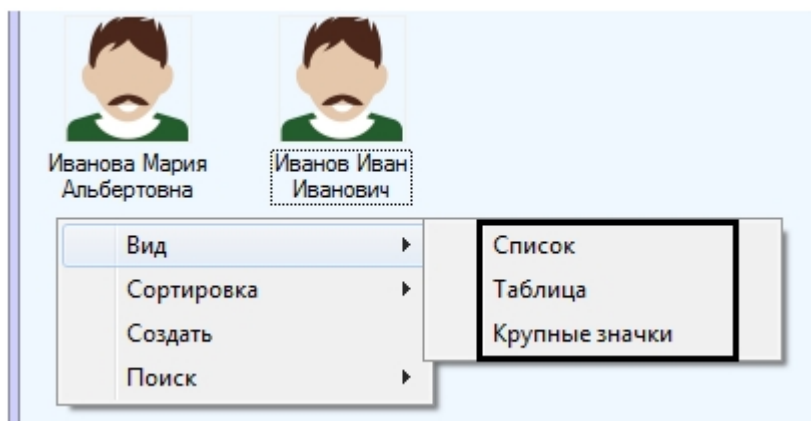 Иванова Мария
Альбертовна
Иванов Иван
Иванович
Вид
Сортировка
Создать
Поиск
Список
Таблица
Крупные значки